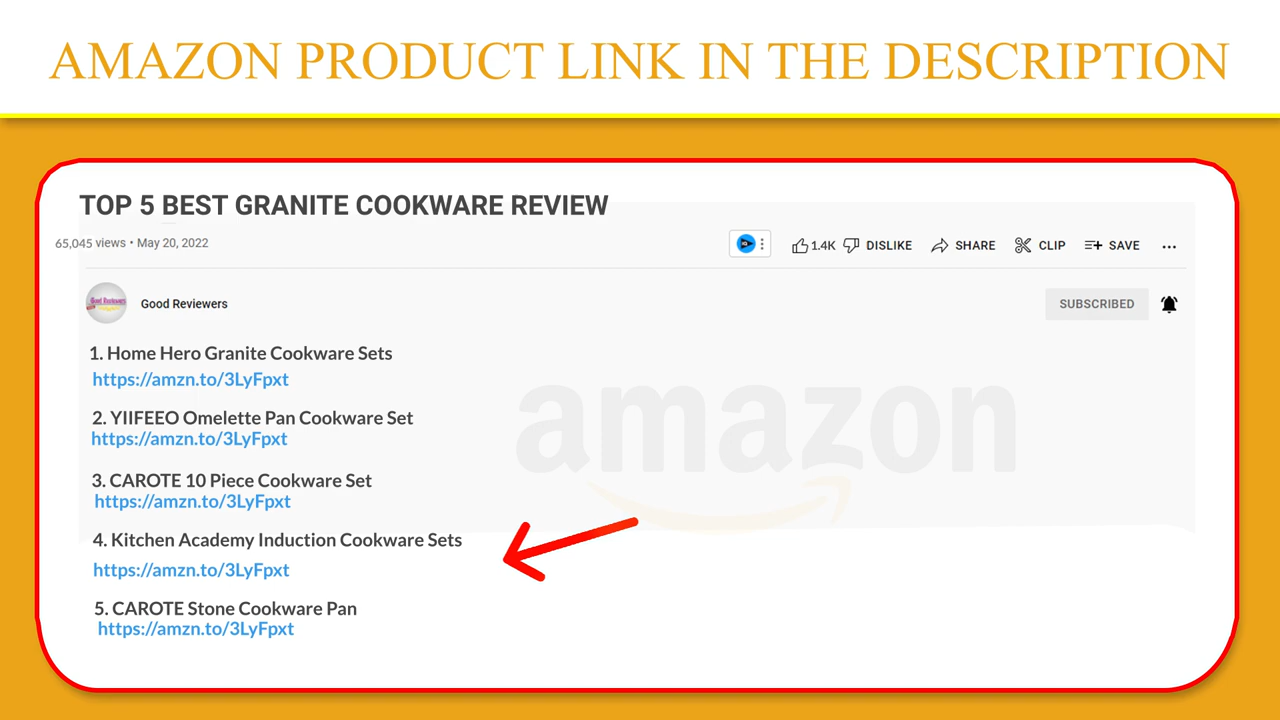 AMAZON PRODUCT LINK IN THE DESCRIPTION
TOP 5 BEST GRANITE COOKWARE REVIEW
65,045 views • May 20, 2022
1.4K DISLIKE SHARE CLIP SAVE
Good Reviewers
SUBSCRIBED
1. Home Hero Granite Cookware Sets
https://amzn.to/3LyFpxt
2. YIIFEEO Omelette Pan Cookware Set
https://amzn.to/3LyFpxt
amazon
3. CAROTE 10 Piece Cookware Set
https://amzn.to/3LyFpxt
4. Kitchen Academy Induction Cookware Sets
https://amzn.to/3LyFpxt
5. CAROTE Stone Cookware Pan
https://amzn.to/3LyFpxt